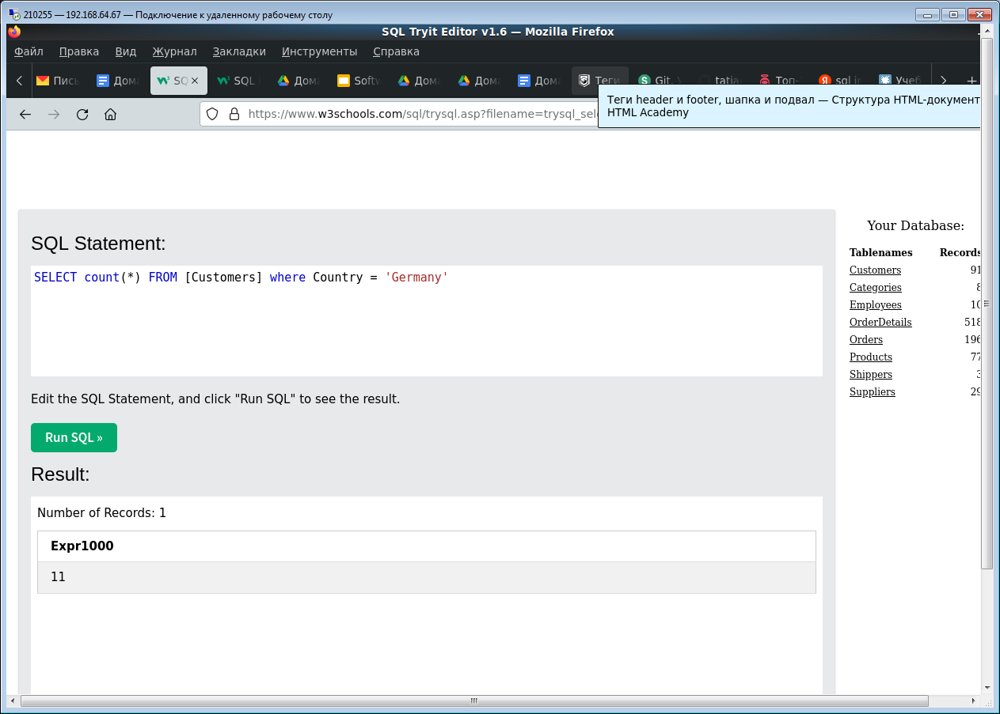 210255 — 192.168.64.67 — Подключение к удаленному рабочему столу
SQL Tryit Editor v1.6 — Mozilla Firefox
Файл Правка Вид Журнал Закладки Инструменты Справка
Пись Дома SQ SQL Дома Softw Дома Дома Дома Теги Git. tatia Топ- sql.ir Учеб
https://www.w3schools.com/sql/trysql.asp?filename=trysql_sele
Теги header и footer, шапка и подвал — Структура HTML-документ
HTML Academy
SQL Statement:
SELECT count(*) FROM [Customers] where Country = 'Germany'
Edit the SQL Statement, and click "Run SQL" to see the result.
Run SQL »
Result:
Number of Records: 1
Expr1000
11
Your Database:
Tablenames Records
Customers 91
Categories 8
Employees 10
OrderDetails 518
Orders 196
Products 77
Shippers 3
Suppliers 29